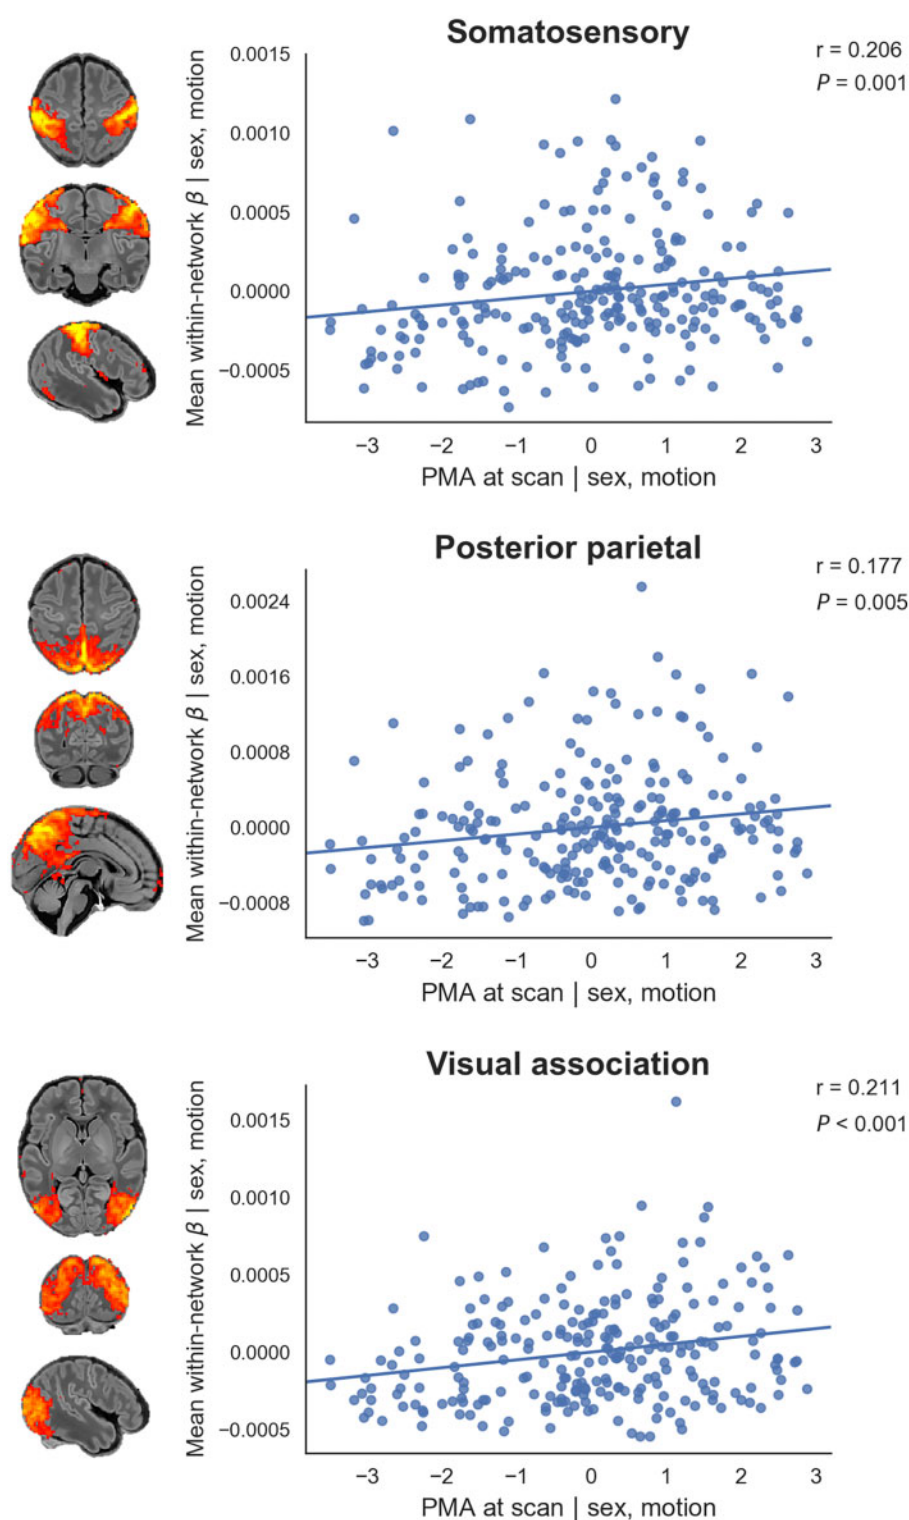 Somatosensory
r = 0.206
P = 0.001
Mean within-network β | sex, motion
0.0015
0.0010
0.0005
0.0000
−0.0005
−3 −2 −1 0 1 2 3
PMA at scan | sex, motion
Posterior parietal
r = 0.177
P = 0.005
Mean within-network β | sex, motion
0.0024
0.0016
0.0008
0.0000
−0.0008
−3 −2 −1 0 1 2 3
PMA at scan | sex, motion
Visual association
r = 0.211
P < 0.001
Mean within-network β | sex, motion
0.0015
0.0010
0.0005
0.0000
−0.0005
−3 −2 −1 0 1 2 3
PMA at scan | sex, motion